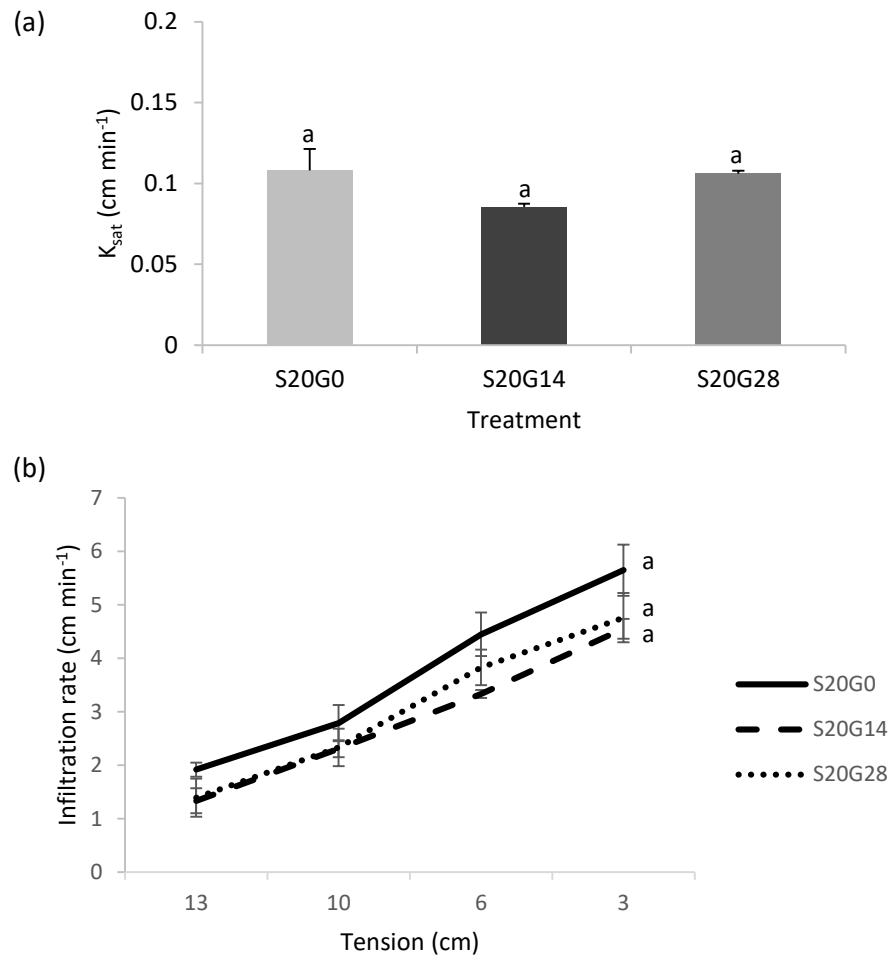 (a)
0.2
0.15
0.1
0.05
0
K_sat (cm min⁻¹)
a
a
a
S20G0 S20G14 S20G28
Treatment
(b)
7
6
5
4
3
2
1
0
Infiltration rate (cm min⁻¹)
a
a
a
S20G0
S20G14
S20G28
13 10 6 3
Tension (cm)